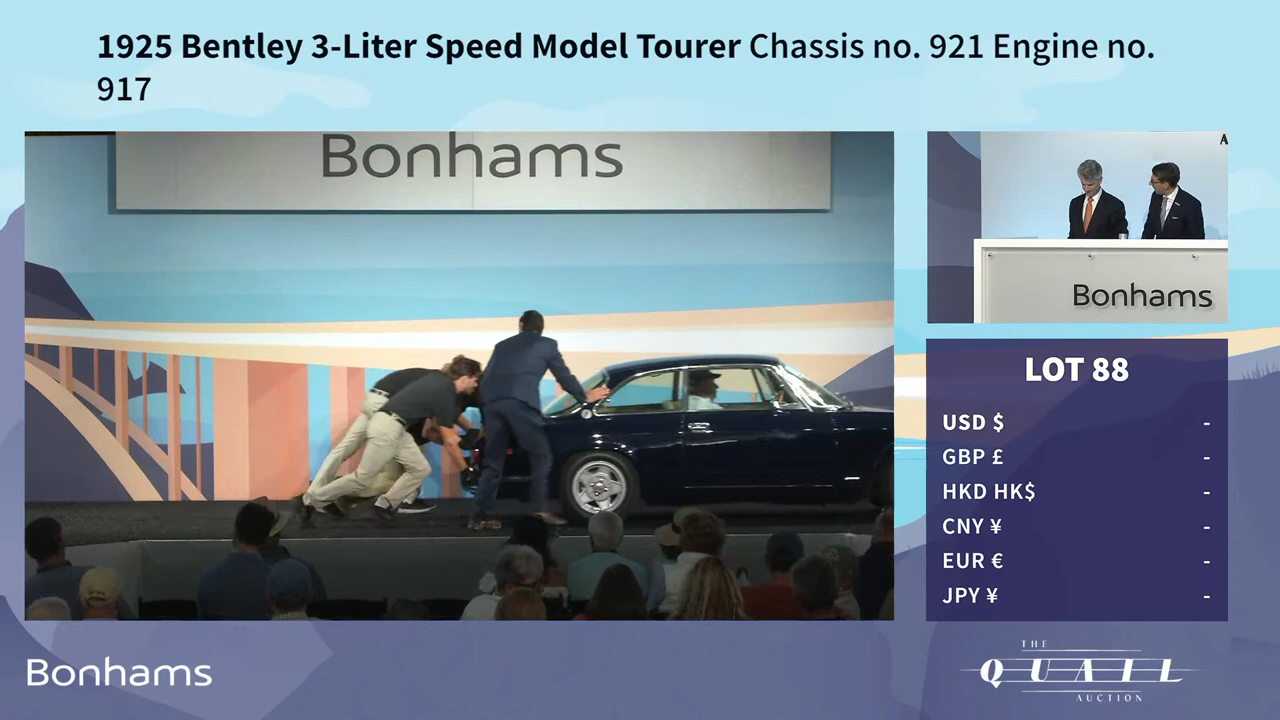 1925 Bentley 3-Liter Speed Model Tourer Chassis no. 921 Engine no.
917
Bonhams
A
Bonhams
LOT 88
USD $ -
GBP £ -
HKD HK$ -
CNY ¥ -
EUR € -
JPY ¥ -
Bonhams
THE
QUAIL
AUCTION